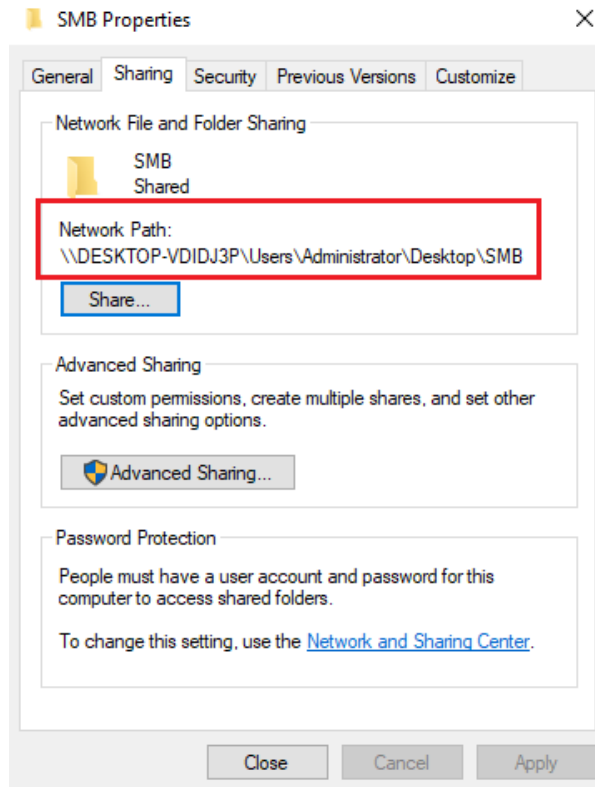 SMB Properties
General Sharing Security Previous Versions Customize
Network File and Folder Sharing
SMB
Shared
Network Path:
\\DESKTOP-VDIDJ3P\Users\Administrator\Desktop\SMB
Share...
Advanced Sharing
Set custom permissions, create multiple shares, and set other
advanced sharing options.
Advanced Sharing...
Password Protection
People must have a user account and password for this
computer to access shared folders.
To change this setting, use the Network and Sharing Center.
Close Cancel Apply